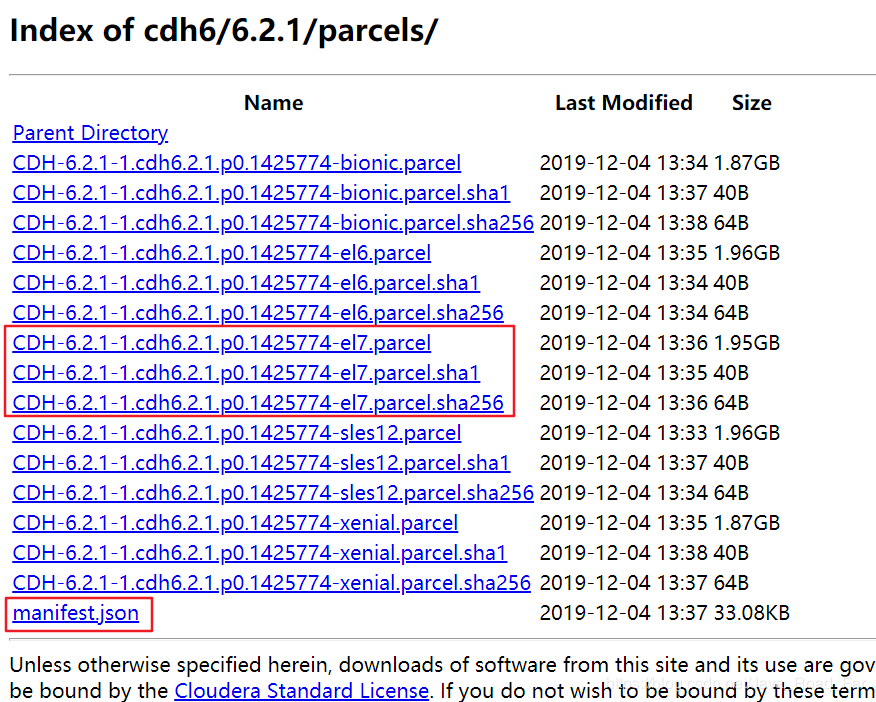 Index of cdh6/6.2.1/parcels/
Name Last Modified Size
Parent Directory
CDH-6.2.1-1.cdh6.2.1.p0.1425774-bionic.parcel 2019-12-04 13:34 1.87GB
CDH-6.2.1-1.cdh6.2.1.p0.1425774-bionic.parcel.sha1 2019-12-04 13:37 40B
CDH-6.2.1-1.cdh6.2.1.p0.1425774-bionic.parcel.sha256 2019-12-04 13:38 64B
CDH-6.2.1-1.cdh6.2.1.p0.1425774-el6.parcel 2019-12-04 13:35 1.96GB
CDH-6.2.1-1.cdh6.2.1.p0.1425774-el6.parcel.sha1 2019-12-04 13:34 40B
CDH-6.2.1-1.cdh6.2.1.p0.1425774-el6.parcel.sha256 2019-12-04 13:34 64B
CDH-6.2.1-1.cdh6.2.1.p0.1425774-el7.parcel 2019-12-04 13:36 1.95GB
CDH-6.2.1-1.cdh6.2.1.p0.1425774-el7.parcel.sha1 2019-12-04 13:35 40B
CDH-6.2.1-1.cdh6.2.1.p0.1425774-el7.parcel.sha256 2019-12-04 13:36 64B
CDH-6.2.1-1.cdh6.2.1.p0.1425774-sles12.parcel 2019-12-04 13:33 1.96GB
CDH-6.2.1-1.cdh6.2.1.p0.1425774-sles12.parcel.sha1 2019-12-04 13:37 40B
CDH-6.2.1-1.cdh6.2.1.p0.1425774-sles12.parcel.sha256 2019-12-04 13:34 64B
CDH-6.2.1-1.cdh6.2.1.p0.1425774-xenial.parcel 2019-12-04 13:35 1.87GB
CDH-6.2.1-1.cdh6.2.1.p0.1425774-xenial.parcel.sha1 2019-12-04 13:38 40B
CDH-6.2.1-1.cdh6.2.1.p0.1425774-xenial.parcel.sha256 2019-12-04 13:37 64B
manifest.json 2019-12-04 13:37 33.08KB
Unless otherwise specified herein, downloads of software from this site and its use are gov
be bound by the Cloudera Standard License. If you do not wish to be bound by these term